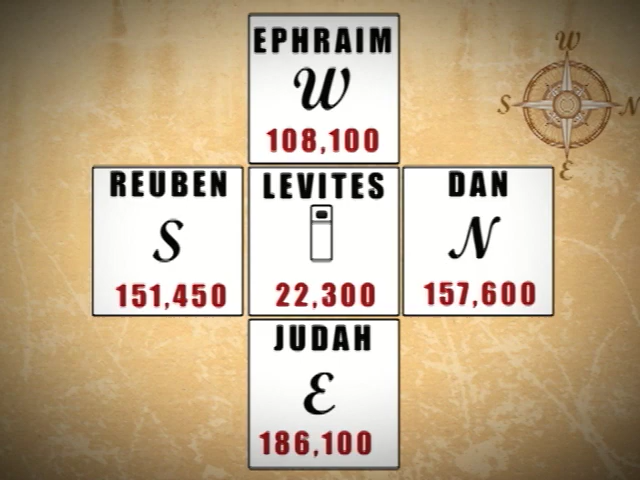 EPHRAIM
W
108,100
W
S
N
E
REUBEN
S
151,450
LEVITES
22,300
DAN
N
157,600
JUDAH
E
186,100